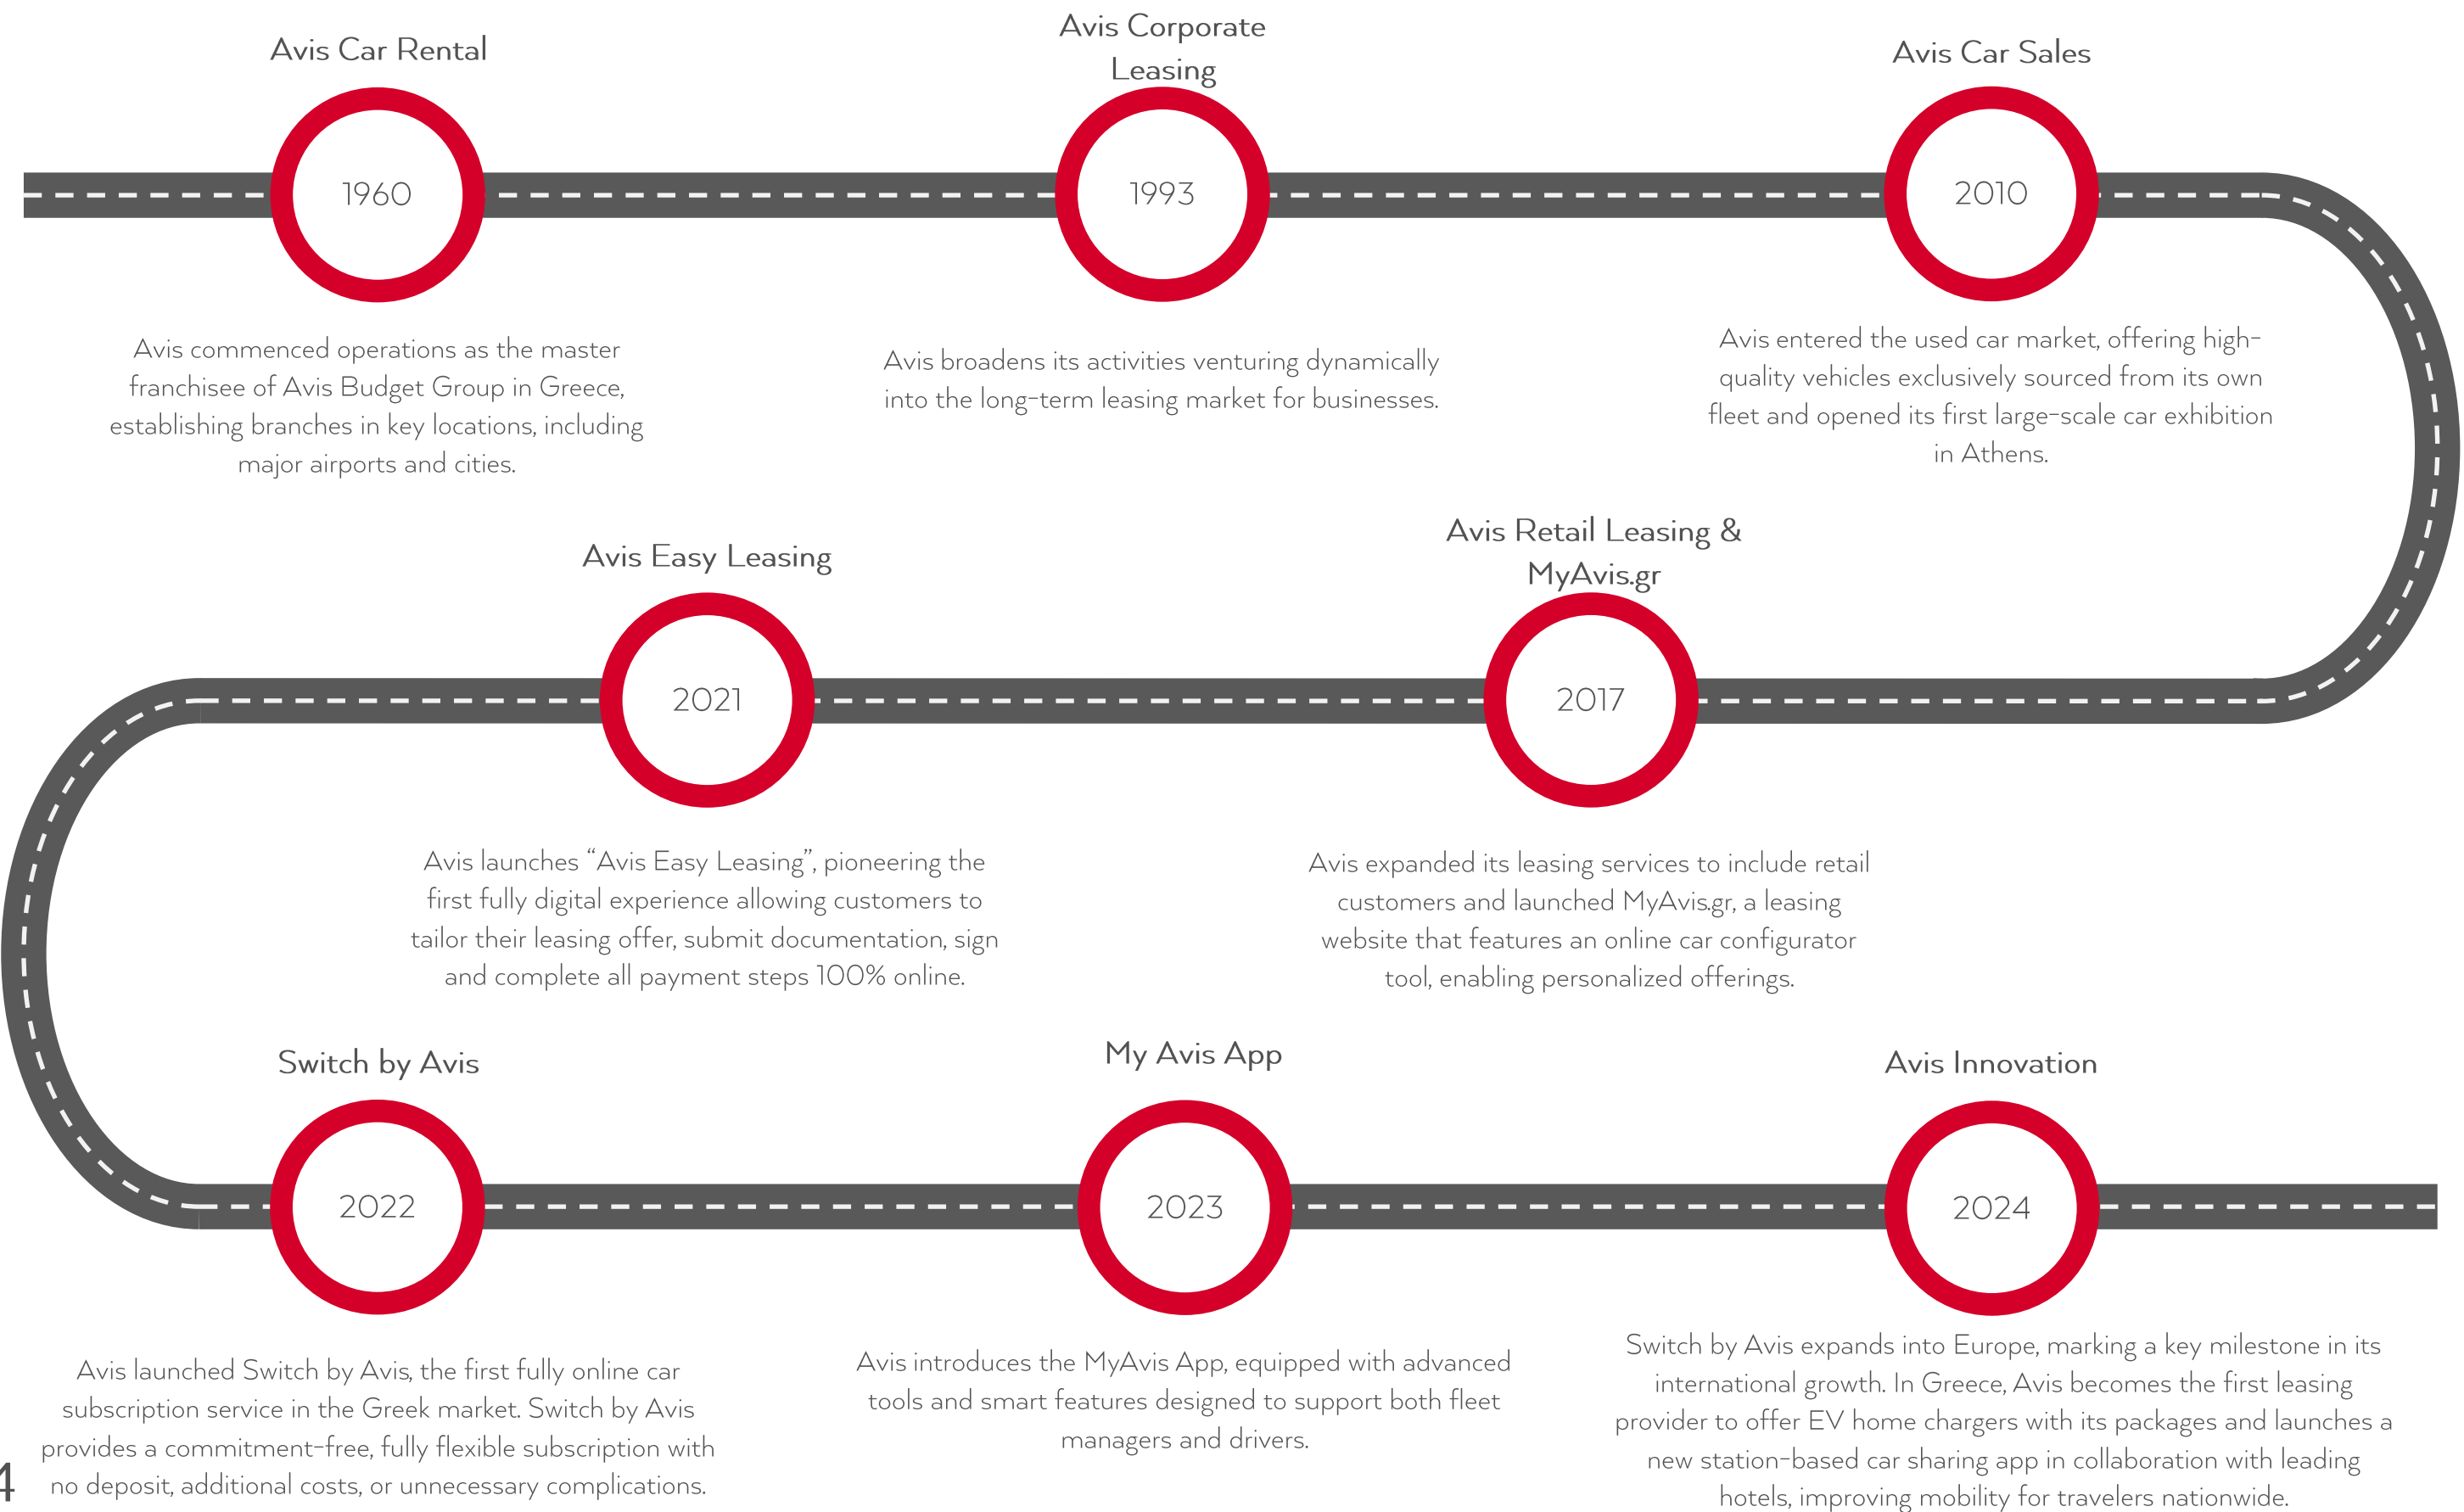 Avis Car Rental
1960
Avis commenced operations as the master
franchisee of Avis Budget Group in Greece,
establishing branches in key locations, including
major airports and cities.
Avis Corporate
Leasing
1993
Avis broadens its activities venturing dynamically
into the long-term leasing market for businesses.
Avis Car Sales
2010
Avis entered the used car market, offering high-
quality vehicles exclusively sourced from its own
fleet and opened its first large-scale car exhibition
in Athens.
Avis Retail Leasing &
MyAvis.gr
2017
Avis expanded its leasing services to include retail
customers and launched MyAvis.gr, a leasing
website that features an online car configurator
tool, enabling personalized offerings.
Avis Easy Leasing
2021
Avis launches “Avis Easy Leasing”, pioneering the
first fully digital experience allowing customers to
tailor their leasing offer, submit documentation, sign
and complete all payment steps 100% online.
Switch by Avis
2022
Avis launched Switch by Avis, the first fully online car
subscription service in the Greek market. Switch by Avis
provides a commitment-free, fully flexible subscription with
no deposit, additional costs, or unnecessary complications.
My Avis App
2023
Avis introduces the MyAvis App, equipped with advanced
tools and smart features designed to support both fleet
managers and drivers.
Avis Innovation
2024
Switch by Avis expands into Europe, marking a key milestone in its
international growth. In Greece, Avis becomes the first leasing
provider to offer EV home chargers with its packages and launches a
new station-based car sharing app in collaboration with leading
hotels, improving mobility for travelers nationwide.
4